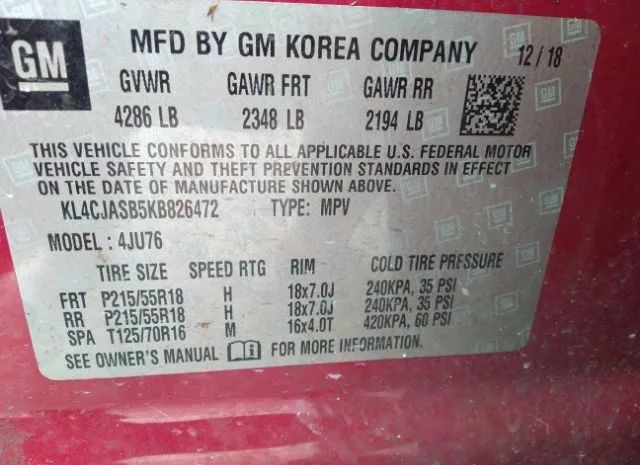 GM MFD BY GM KOREA COMPANY 12/18
GVWR GAWR FRT GAWR RR
4286 LB 2348 LB 2194 LB
THIS VEHICLE CONFORMS TO ALL APPLICABLE U.S. FEDERAL MOTOR
VEHICLE SAFETY AND THEFT PREVENTION STANDARDS IN EFFECT
ON THE DATE OF MANUFACTURE SHOWN ABOVE.
KL4CJASB5KB826472 TYPE: MPV
MODEL : 4JU76
TIRE SIZE SPEED RTG RIM COLD TIRE PRESSURE
FRT P215/55R18 H 18x7.0J 240KPA, 35 PSI
RR P215/55R18 H 18x7.0J 240KPA, 35 PSI
SPA T125/70R16 M 16x4.0T 420KPA, 60 PSI
SEE OWNER'S MANUAL FOR MORE INFORMATION.